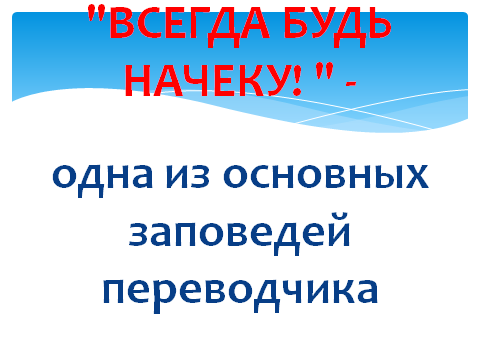 "ВСЕГДА БУДЬ
НАЧЕКУ! " -
одна из основных
заповедей
переводчика